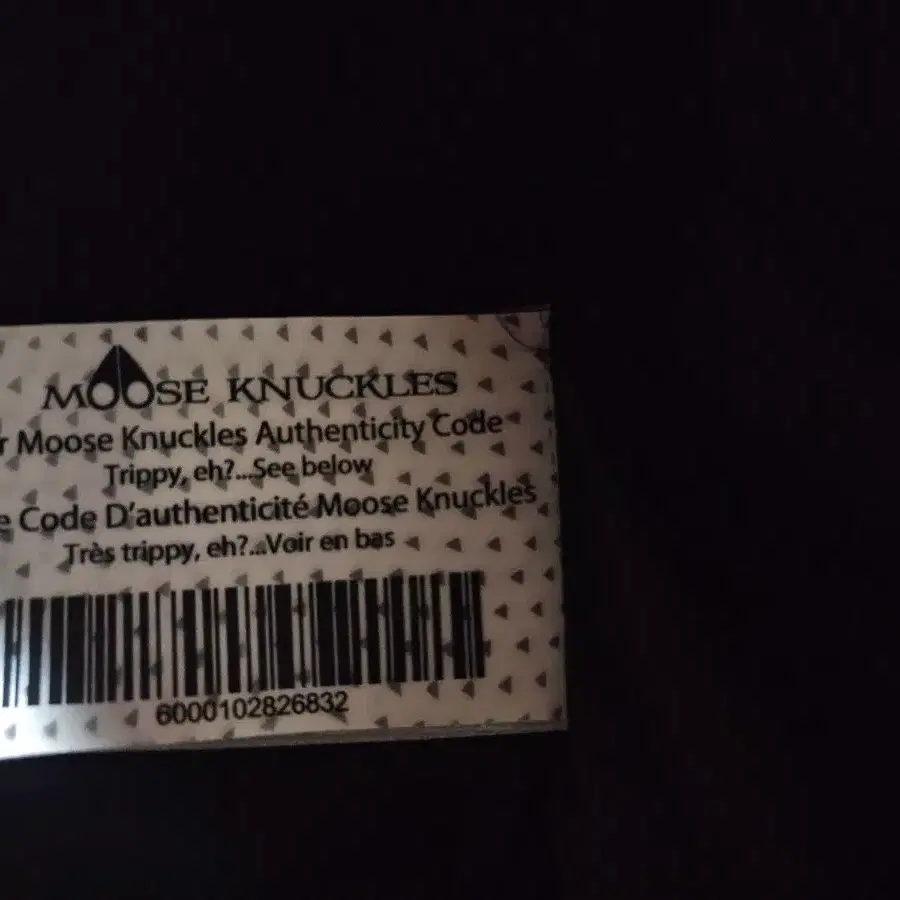 MOOSE KNUCKLES
r Moose Knuckles Authenticity Code
Trippy, eh?...See below
e Code D'authenticité Moose Knuckles
Très trippy, eh?...Voir en bas
6000102826832